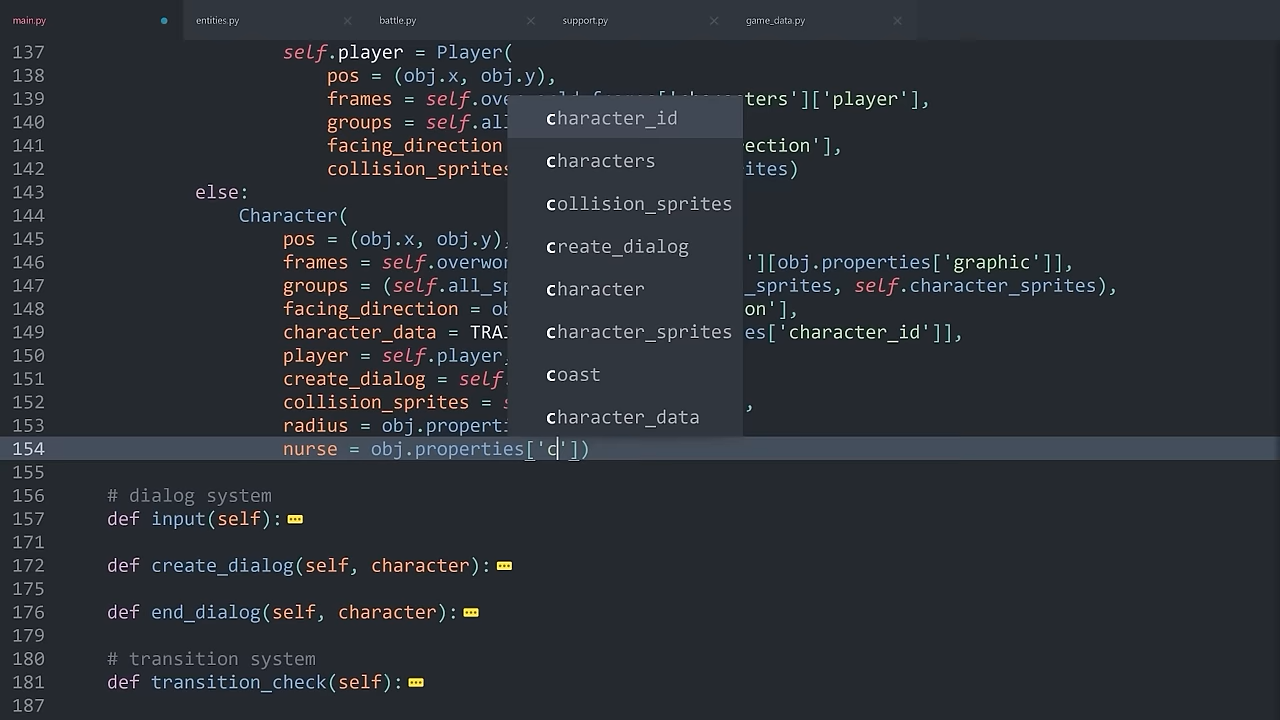 main.py entities.py battle.py support.py game_data.py
137 self.player = Player(
138 pos = (obj.x, obj.y),
139 frames = self.ove ters']['player'],
140 groups = self.all
141 facing_direction ection'],
142 collision_sprites ites)
143 else:
144 Character(
145 pos = (obj.x, obj.y),
146 frames = self.overwor '][obj.properties['graphic']],
147 groups = (self.all_sp _sprites, self.character_sprites),
148 facing_direction = ob on'],
149 character_data = TRAI es['character_id']],
150 player = self.player,
151 create_dialog = self.
152 collision_sprites = s ,
153 radius = obj.properti
154 nurse = obj.properties['c'])
character_id
characters
collision_sprites
create_dialog
character
character_sprites
coast
character_data
155
156 # dialog system
157 def input(self):
171
172 def create_dialog(self, character):
175
176 def end_dialog(self, character):
179
180 # transition system
181 def transition_check(self):
187